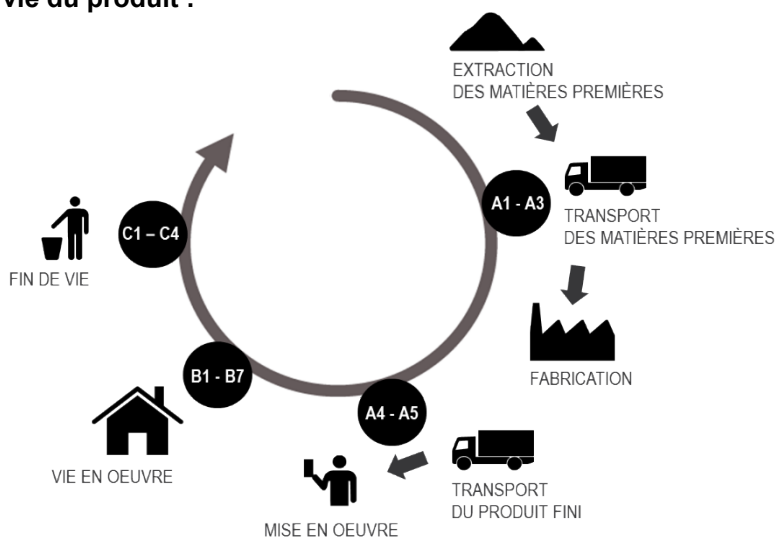 vie du produit :
EXTRACTION
DES MATIÈRES PREMIÈRES
A1 - A3
TRANSPORT
DES MATIÈRES PREMIÈRES
FABRICATION
A4 - A5
TRANSPORT
DU PRODUIT FINI
MISE EN OEUVRE
B1 - B7
VIE EN OEUVRE
C1 – C4
FIN DE VIE